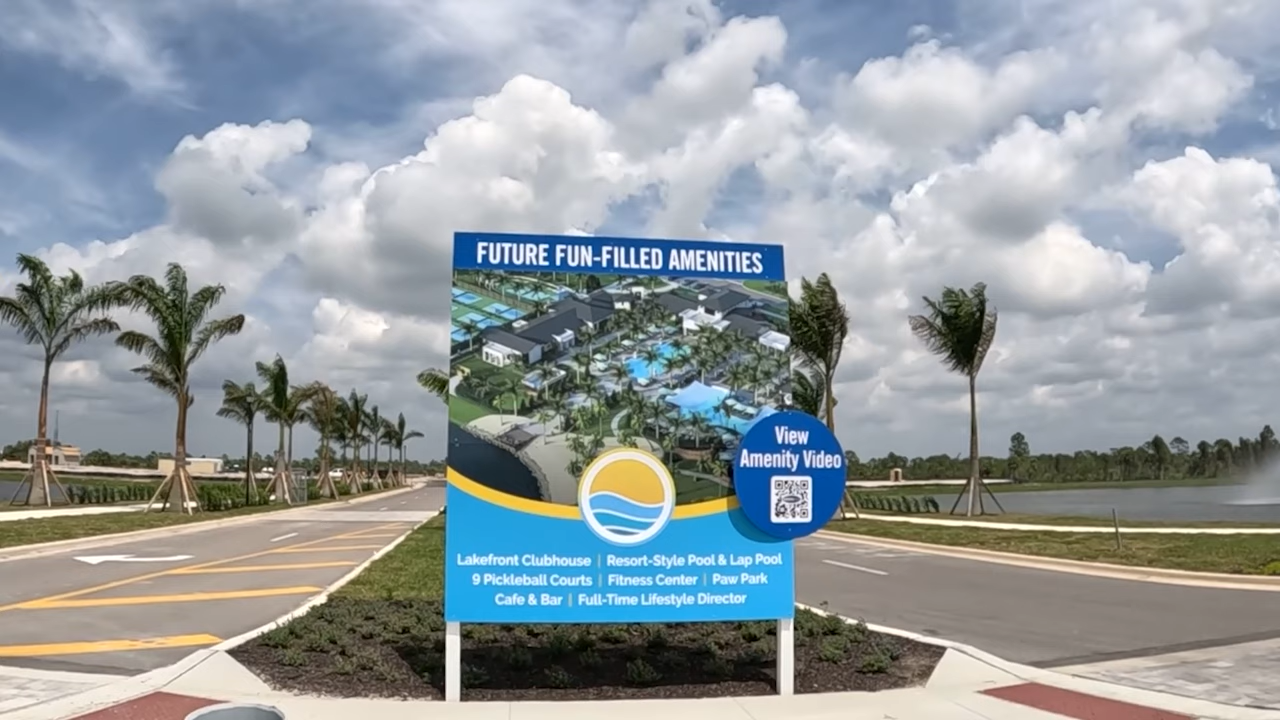 FUTURE FUN-FILLED AMENITIES
View
Amenity Video
Lakefront Clubhouse | Resort-Style Pool & Lap Pool
9 Pickleball Courts | Fitness Center | Paw Park
Cafe & Bar | Full-Time Lifestyle Director